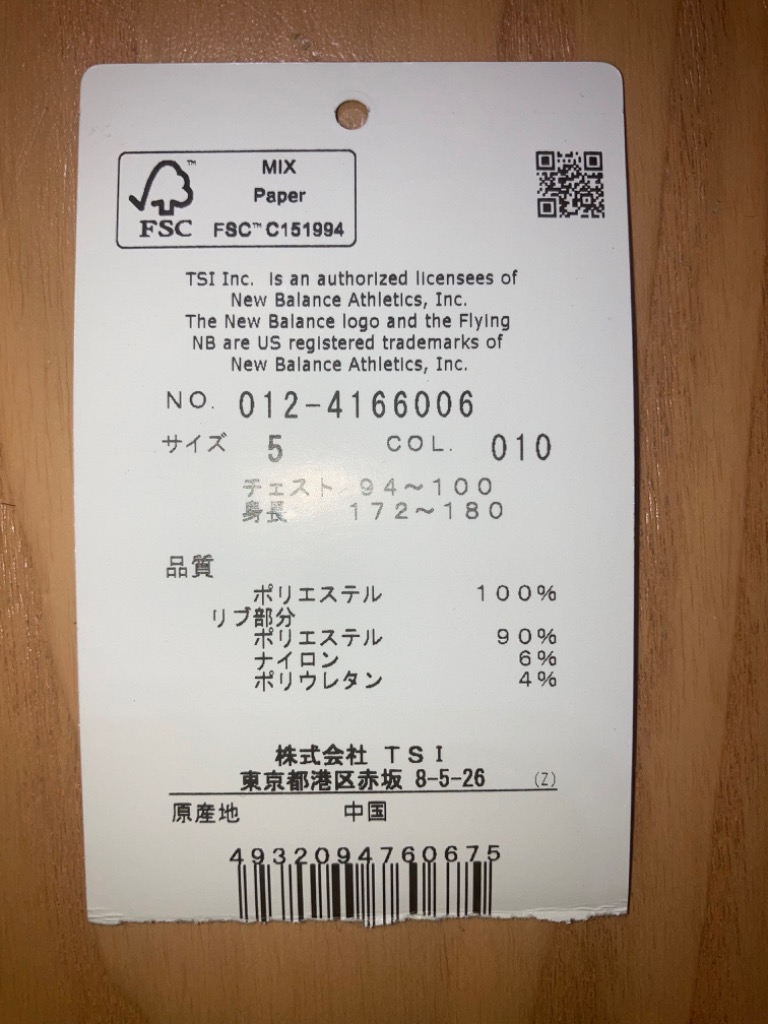 MIX
Paper
FSC™ C151994
FSC ™
TSI Inc. is an authorized licensees of
New Balance Athletics, Inc.
The New Balance logo and the Flying
NB are US registered trademarks of
New Balance Athletics, Inc.
NO. 012-4166006
サイズ 5 COL. 010
チェスト 94～100
身長 172～180
品質
ポリエステル 100%
リブ部分
ポリエステル 90%
ナイロン 6%
ポリウレタン 4%
株式会社 TSI
東京都港区赤坂 8-5-26 (Z)
原産地 中国
4932094760675